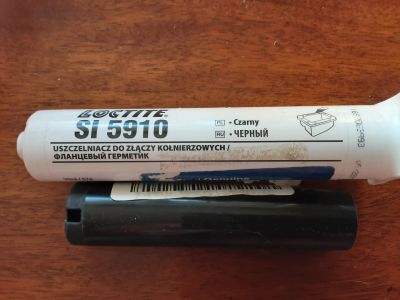 LOCTITE
SI 5910
PL • Czarny
RU • ЧЕРНЫЙ
USZCZELNIACZ DO ZŁĄCZY KOŁNIERZOWYCH /
ФЛАНЦЕВЫЙ ГЕРМЕТИК